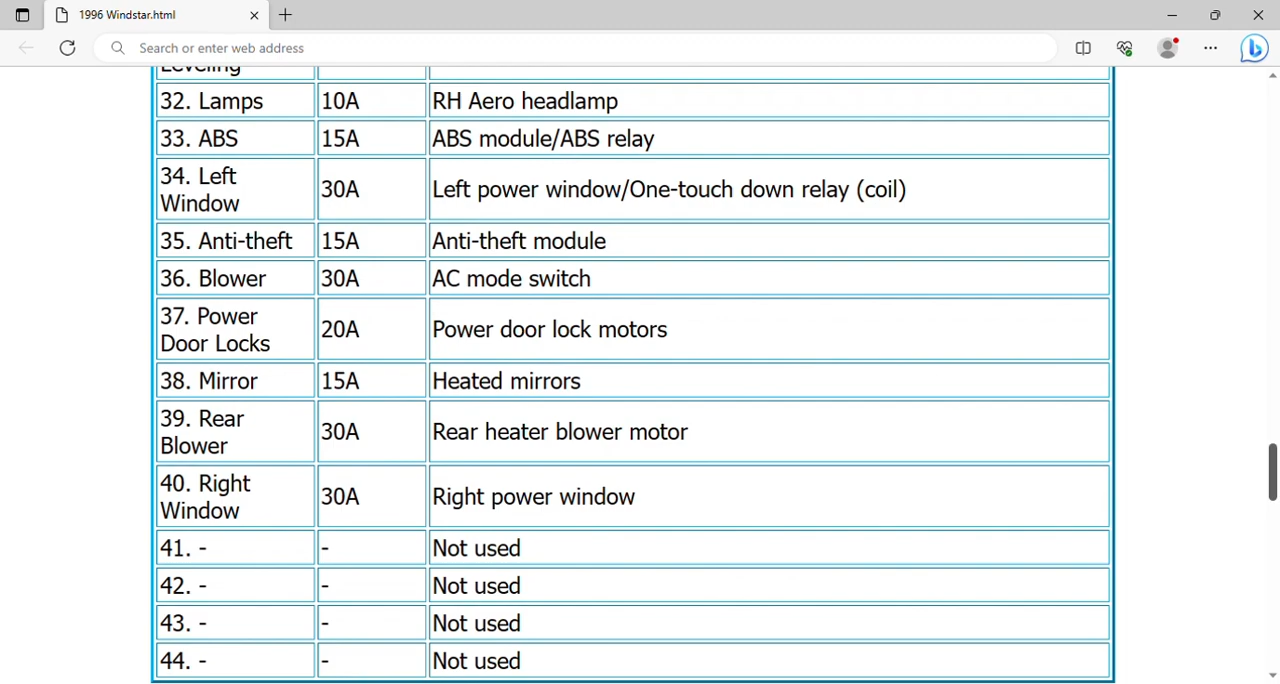 1996 Windstar.html
Search or enter web address
Leveling
32. Lamps 10A RH Aero headlamp
33. ABS 15A ABS module/ABS relay
34. Left
Window 30A Left power window/One-touch down relay (coil)
35. Anti-theft 15A Anti-theft module
36. Blower 30A AC mode switch
37. Power
Door Locks 20A Power door lock motors
38. Mirror 15A Heated mirrors
39. Rear
Blower 30A Rear heater blower motor
40. Right
Window 30A Right power window
41. - - Not used
42. - - Not used
43. - - Not used
44. - - Not used